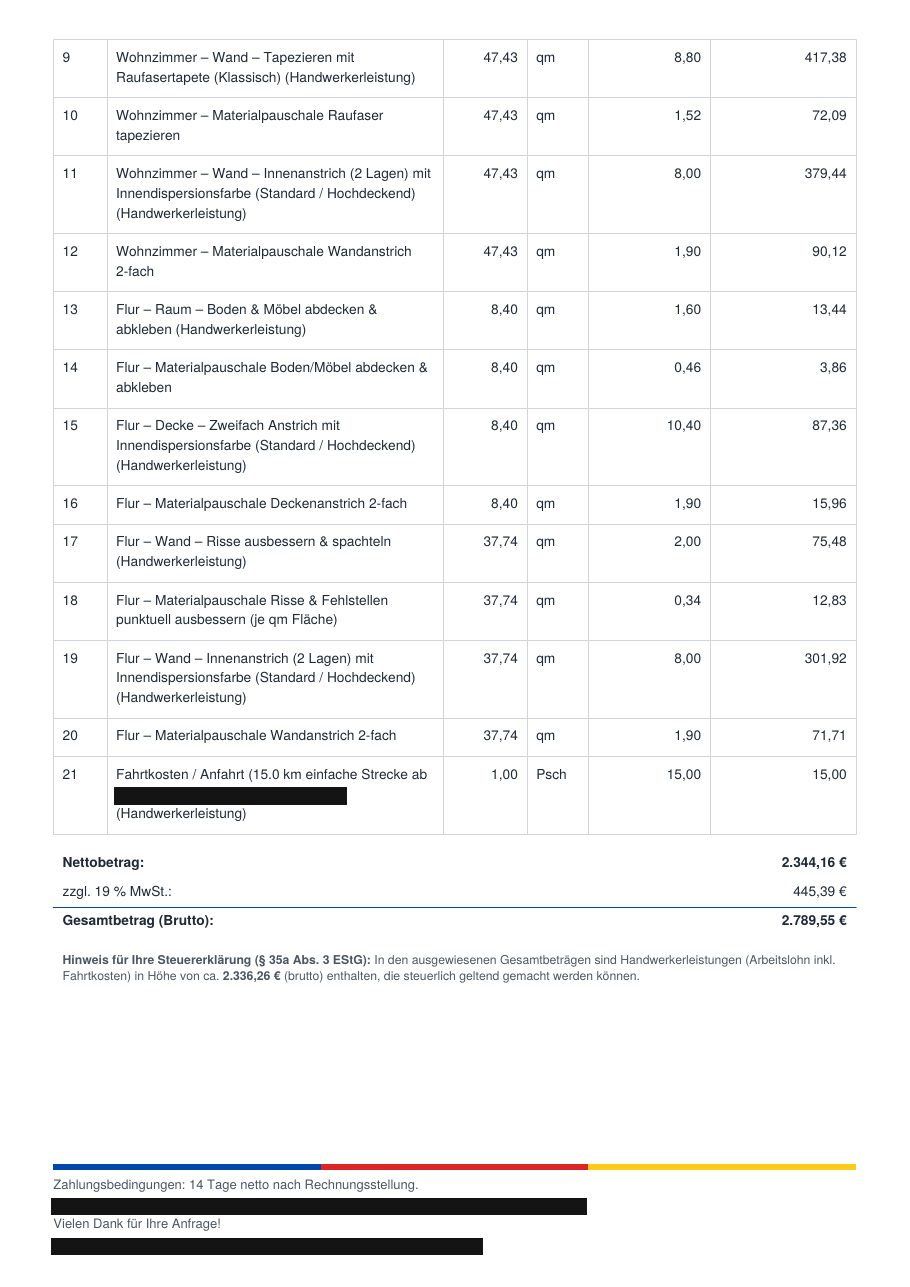 9 Wohnzimmer – Wand – Tapezieren mit 47,43 qm 8,80 417,38
Raufasertapete (Klassisch) (Handwerkerleistung)
10 Wohnzimmer – Materialpauschale Raufaser 47,43 qm 1,52 72,09
tapezieren
11 Wohnzimmer – Wand – Innenanstrich (2 Lagen) mit 47,43 qm 8,00 379,44
Innendispersionsfarbe (Standard / Hochdeckend)
(Handwerkerleistung)
12 Wohnzimmer – Materialpauschale Wandanstrich 47,43 qm 1,90 90,12
2-fach
13 Flur – Raum – Boden & Möbel abdecken & 8,40 qm 1,60 13,44
abkleben (Handwerkerleistung)
14 Flur – Materialpauschale Boden/Möbel abdecken & 8,40 qm 0,46 3,86
abkleben
15 Flur – Decke – Zweifach Anstrich mit 8,40 qm 10,40 87,36
Innendispersionsfarbe (Standard / Hochdeckend)
(Handwerkerleistung)
16 Flur – Materialpauschale Deckenanstrich 2-fach 8,40 qm 1,90 15,96
17 Flur – Wand – Risse ausbessern & spachteln 37,74 qm 2,00 75,48
(Handwerkerleistung)
18 Flur – Materialpauschale Risse & Fehlstellen 37,74 qm 0,34 12,83
punktuell ausbessern (je qm Fläche)
19 Flur – Wand – Innenanstrich (2 Lagen) mit 37,74 qm 8,00 301,92
Innendispersionsfarbe (Standard / Hochdeckend)
(Handwerkerleistung)
20 Flur – Materialpauschale Wandanstrich 2-fach 37,74 qm 1,90 71,71
21 Fahrtkosten / Anfahrt (15.0 km einfache Strecke ab 1,00 Psch 15,00 15,00
(Handwerkerleistung)
Nettobetrag: 2.344,16 €
zzgl. 19 % MwSt.: 445,39 €
Gesamtbetrag (Brutto): 2.789,55 €
Hinweis für Ihre Steuererklärung (§ 35a Abs. 3 EStG): In den ausgewiesenen Gesamtbeträgen sind Handwerkerleistungen (Arbeitslohn inkl.
Fahrtkosten) in Höhe von ca. 2.336,26 € (brutto) enthalten, die steuerlich geltend gemacht werden können.
Zahlungsbedingungen: 14 Tage netto nach Rechnungsstellung.
Vielen Dank für Ihre Anfrage!